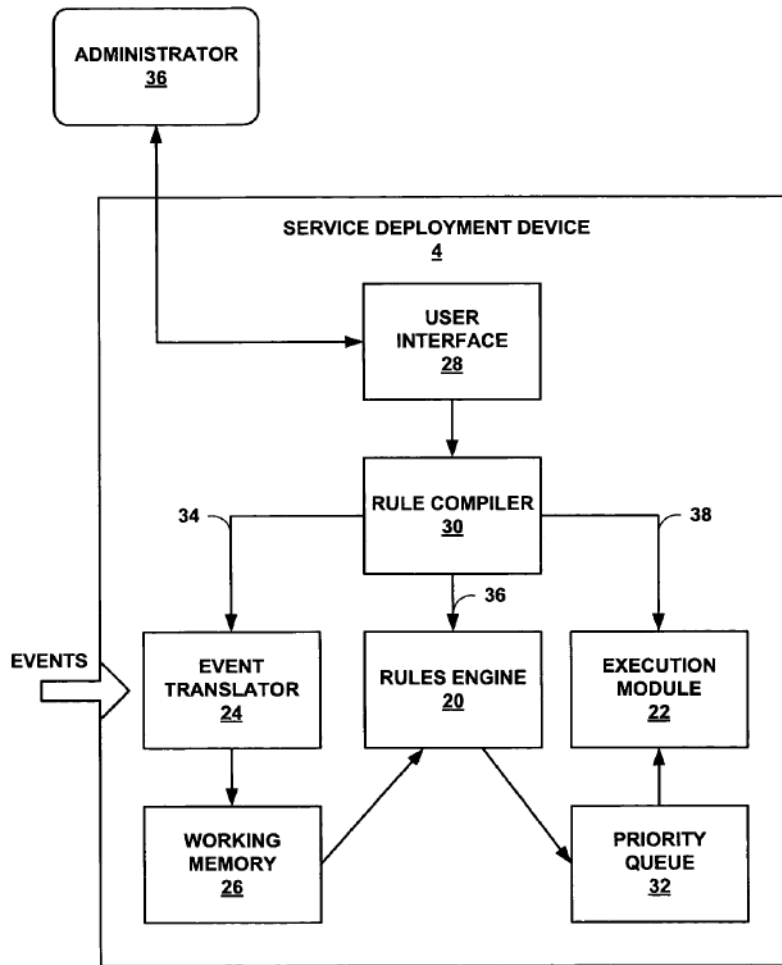 ADMINISTRATOR
36
SERVICE DEPLOYMENT DEVICE
4
USER
INTERFACE
28
RULE COMPILER
30
34
38
36
EVENTS
EVENT
TRANSLATOR
24
RULES ENGINE
20
EXECUTION
MODULE
22
WORKING
MEMORY
26
PRIORITY
QUEUE
32